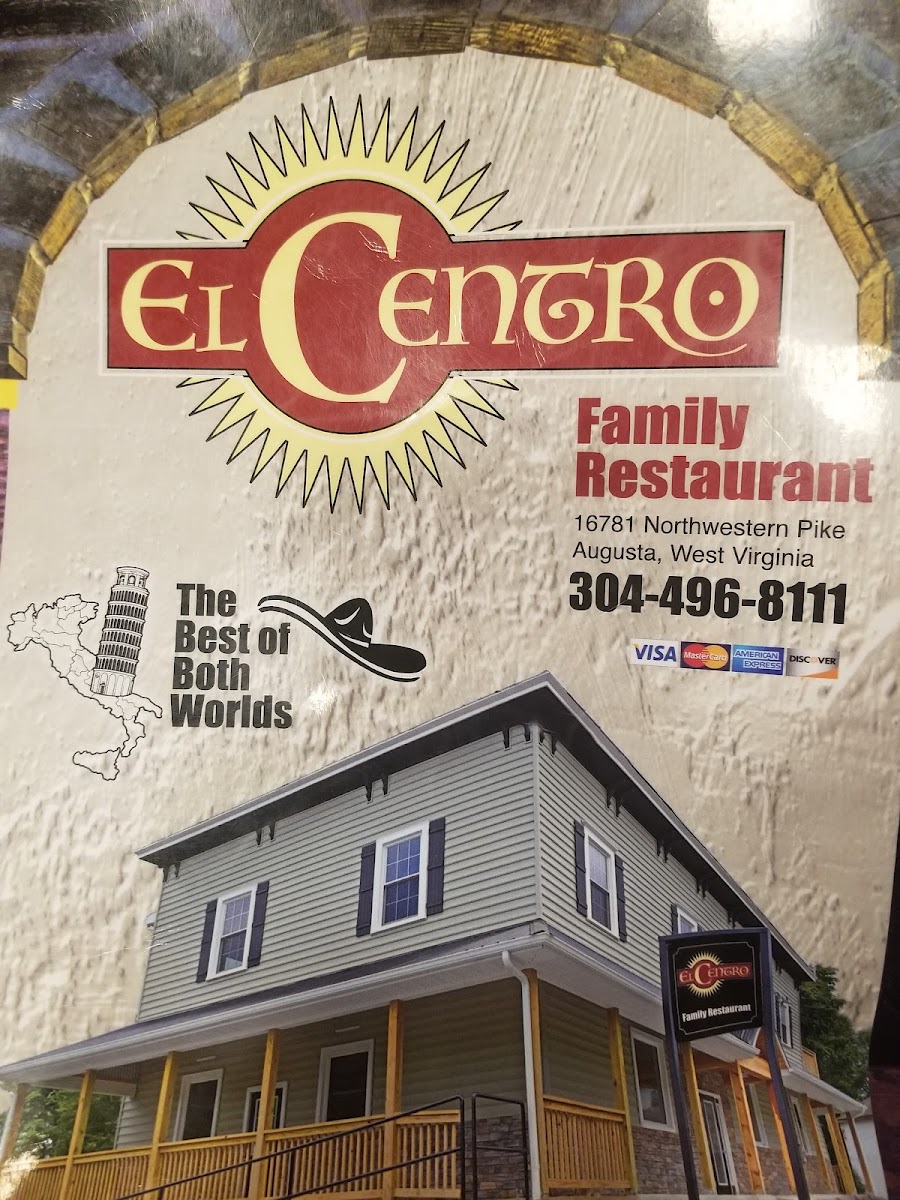 EL CENTRO
Family
Restaurant
16781 Northwestern Pike
Augusta, West Virginia
304-496-8111
VISA MasterCard AMERICAN EXPRESS DISCOVER
The
Best of
Both
Worlds
EL CENTRO
Family Restaurant